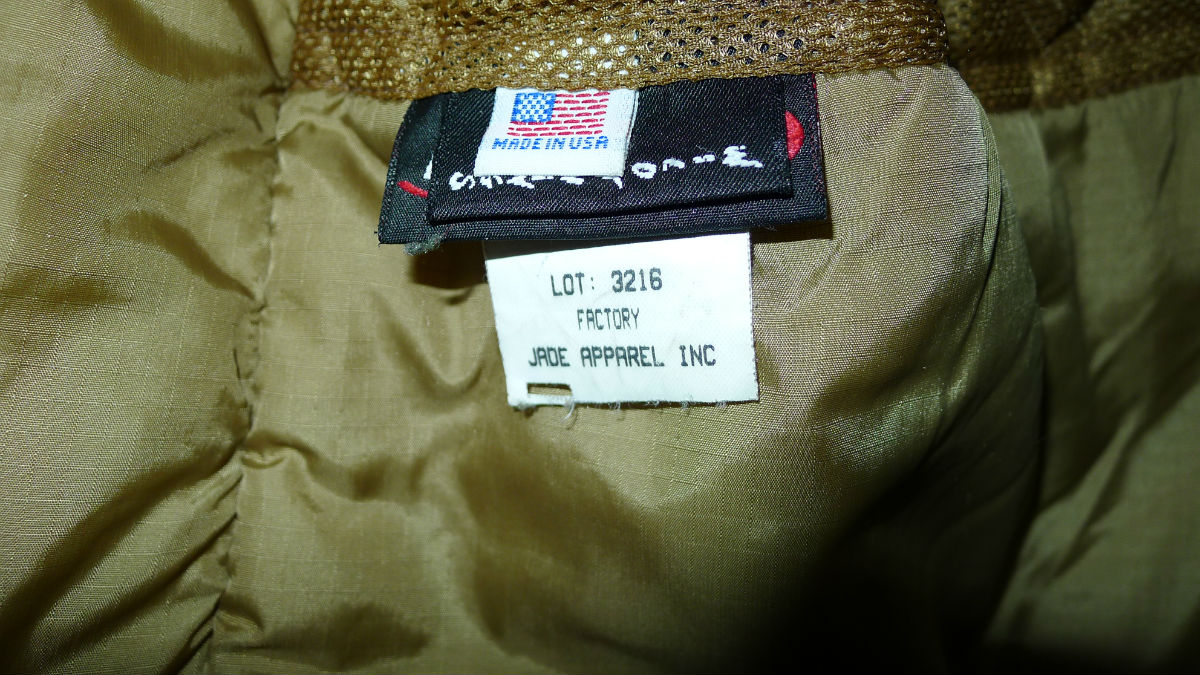 MADE IN USA
LOT: 3216
FACTORY
JADE APPAREL INC